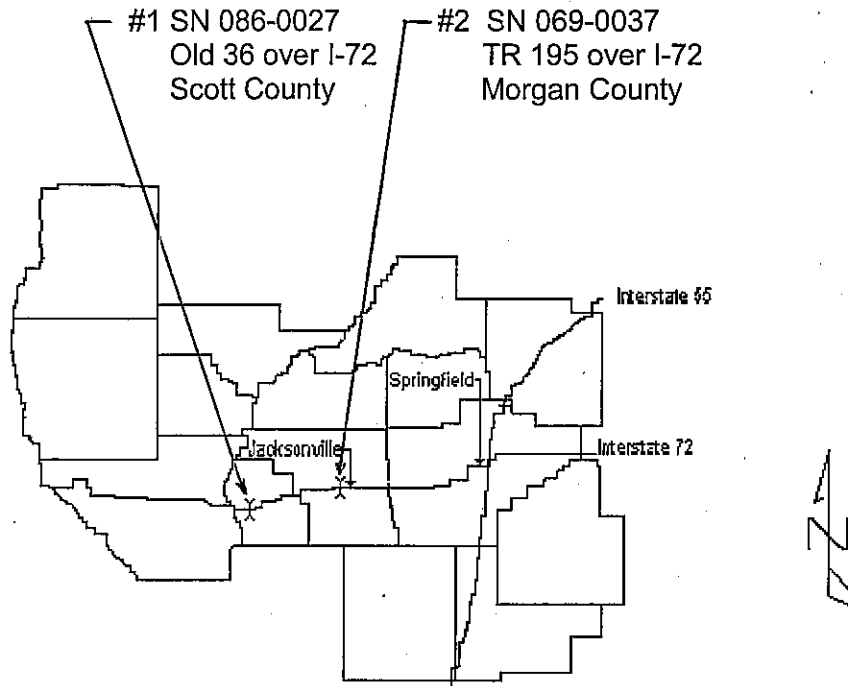 #1 SN 086-0027
Old 36 over I-72
Scott County
#2 SN 069-0037
TR 195 over I-72
Morgan County
Interstate 55
Springfield
Jacksonville
Interstate 72
N